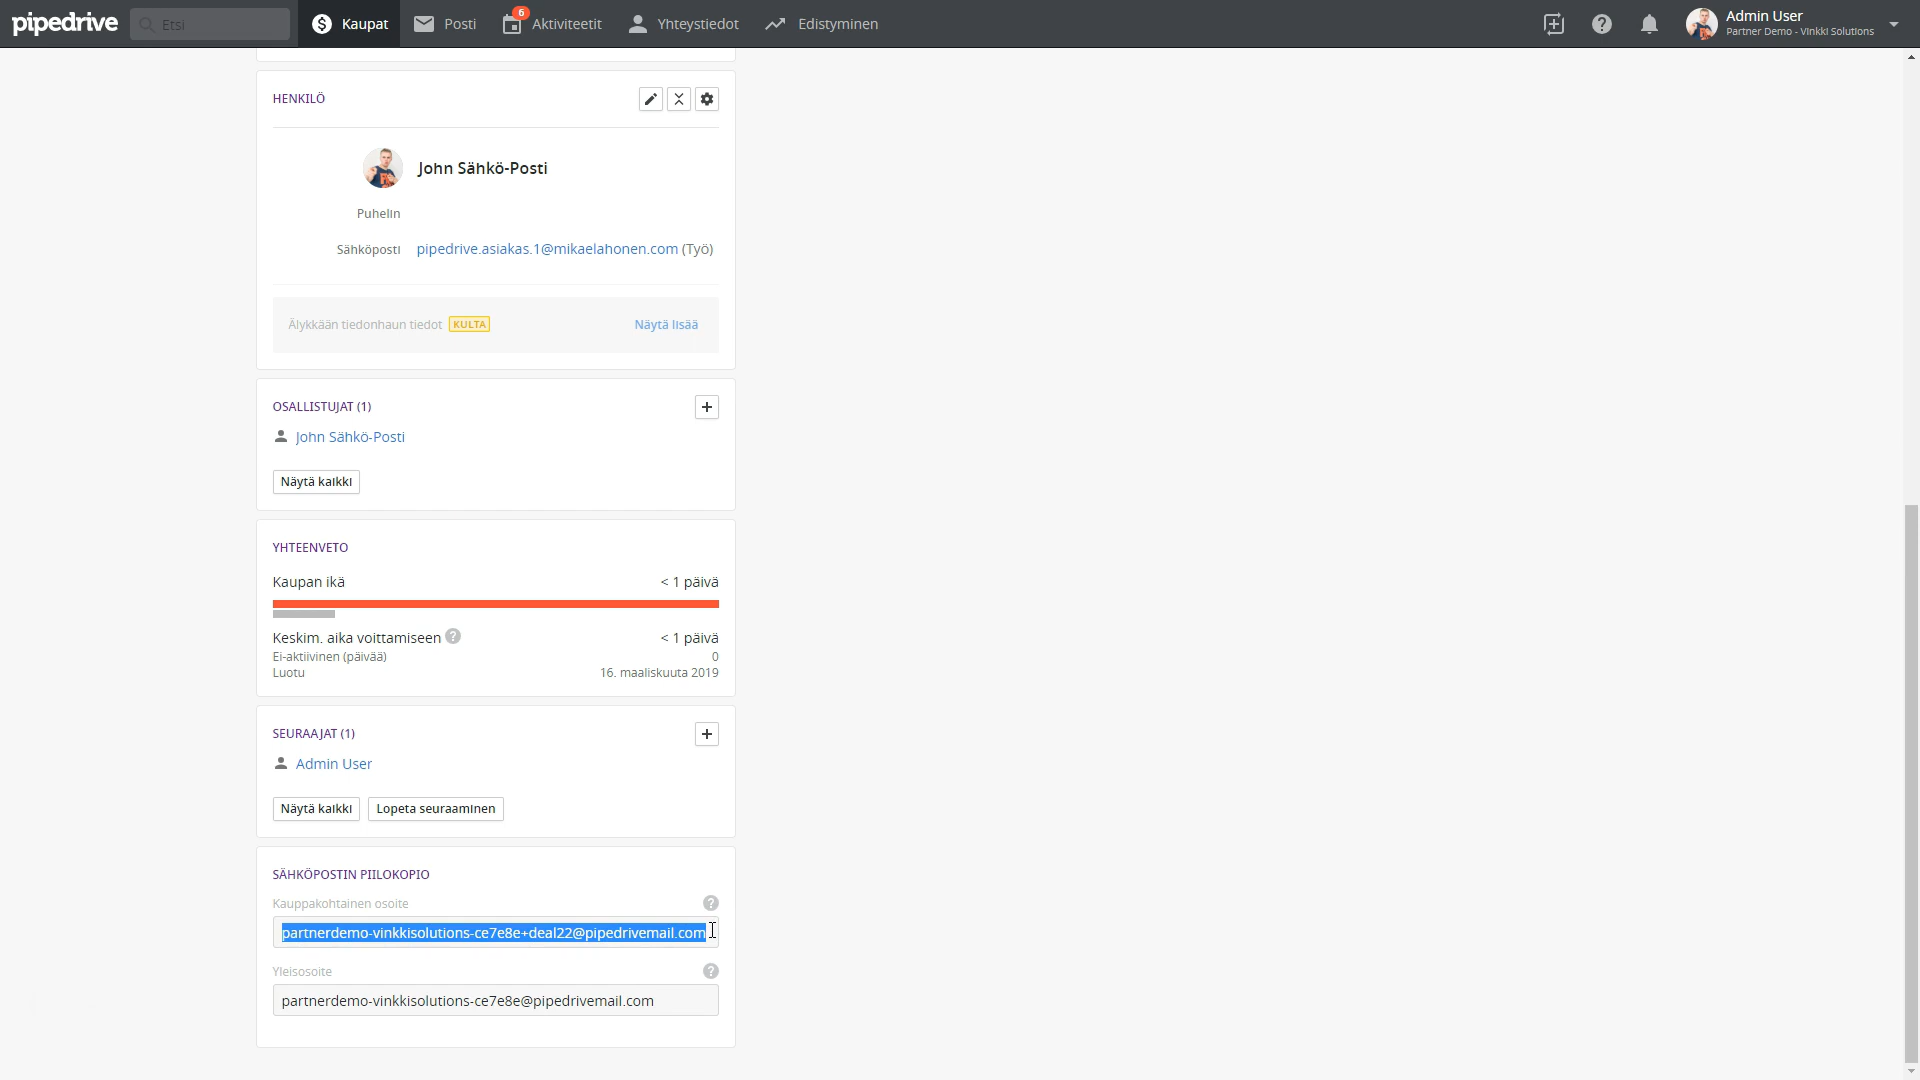 pipedrive
Etsi
Kaupat
Posti
6
Aktiviteetit
Yhteystiedot
Edistyminen
Admin User
Partner Demo - Vinkki Solutions
HENKILÖ
John Sähkö-Posti
Puhelin
Sähköposti pipedrive.asiakas.1@mikaelahonen.com (Työ)
Älykkään tiedonhaun tiedot KULTA Näytä lisää
OSALLISTUJAT (1)
John Sähkö-Posti
Näytä kaikki
YHTEENVETO
Kaupan ikä < 1 päivä
Keskim. aika voittamiseen ? < 1 päivä
Ei-aktiivinen (päivää) 0
Luotu 16. maaliskuuta 2019
SEURAAJAT (1)
Admin User
Näytä kaikki Lopeta seuraaminen
SÄHKÖPOSTIN PIILOKOPIO
Kauppakohtainen osoite ?
partnerdemo-vinkkisolutions-ce7e8e+deal22@pipedrivemail.com
Yleisosoite ?
partnerdemo-vinkkisolutions-ce7e8e@pipedrivemail.com